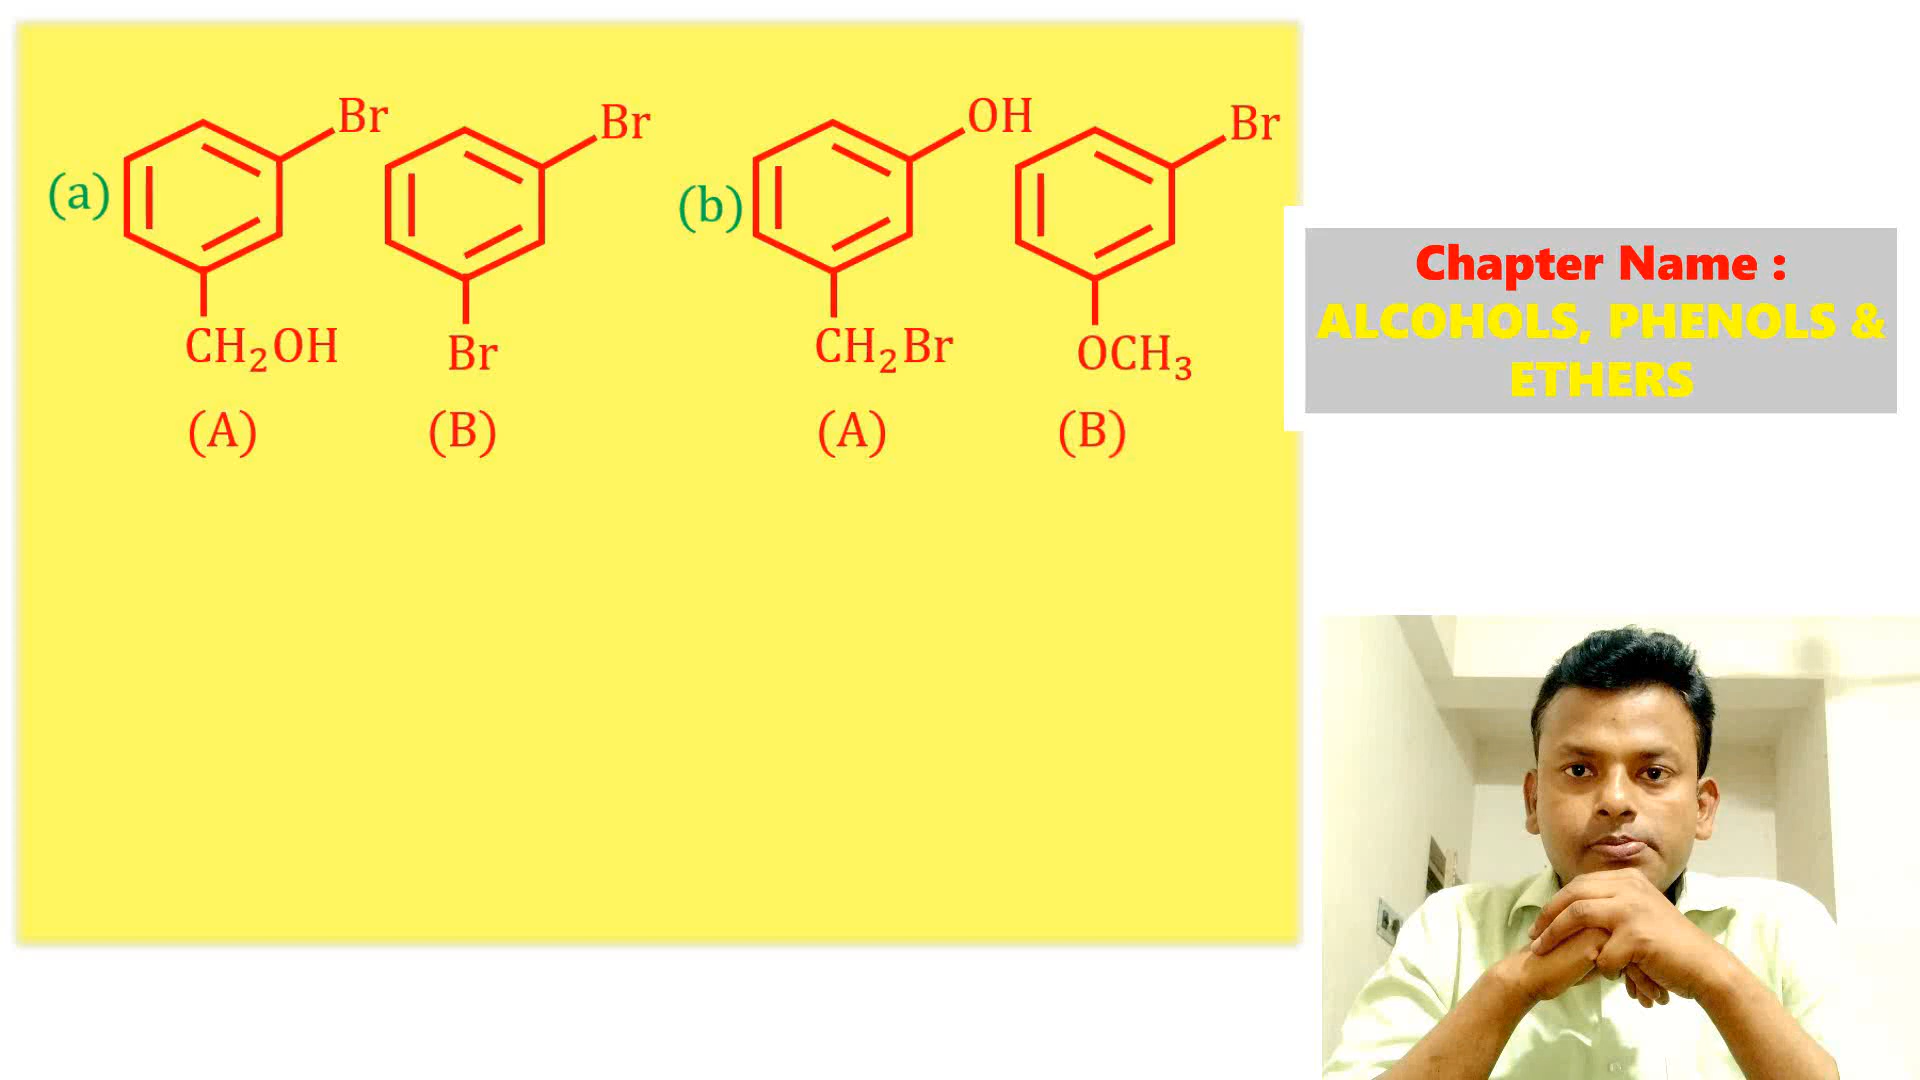 (a) Br Br (b) OH Br
CH₂OH Br CH₂Br OCH₃
(A) (B) (A) (B)
Chapter Name :
ALCOHOLS, PHENOLS &
ETHERS